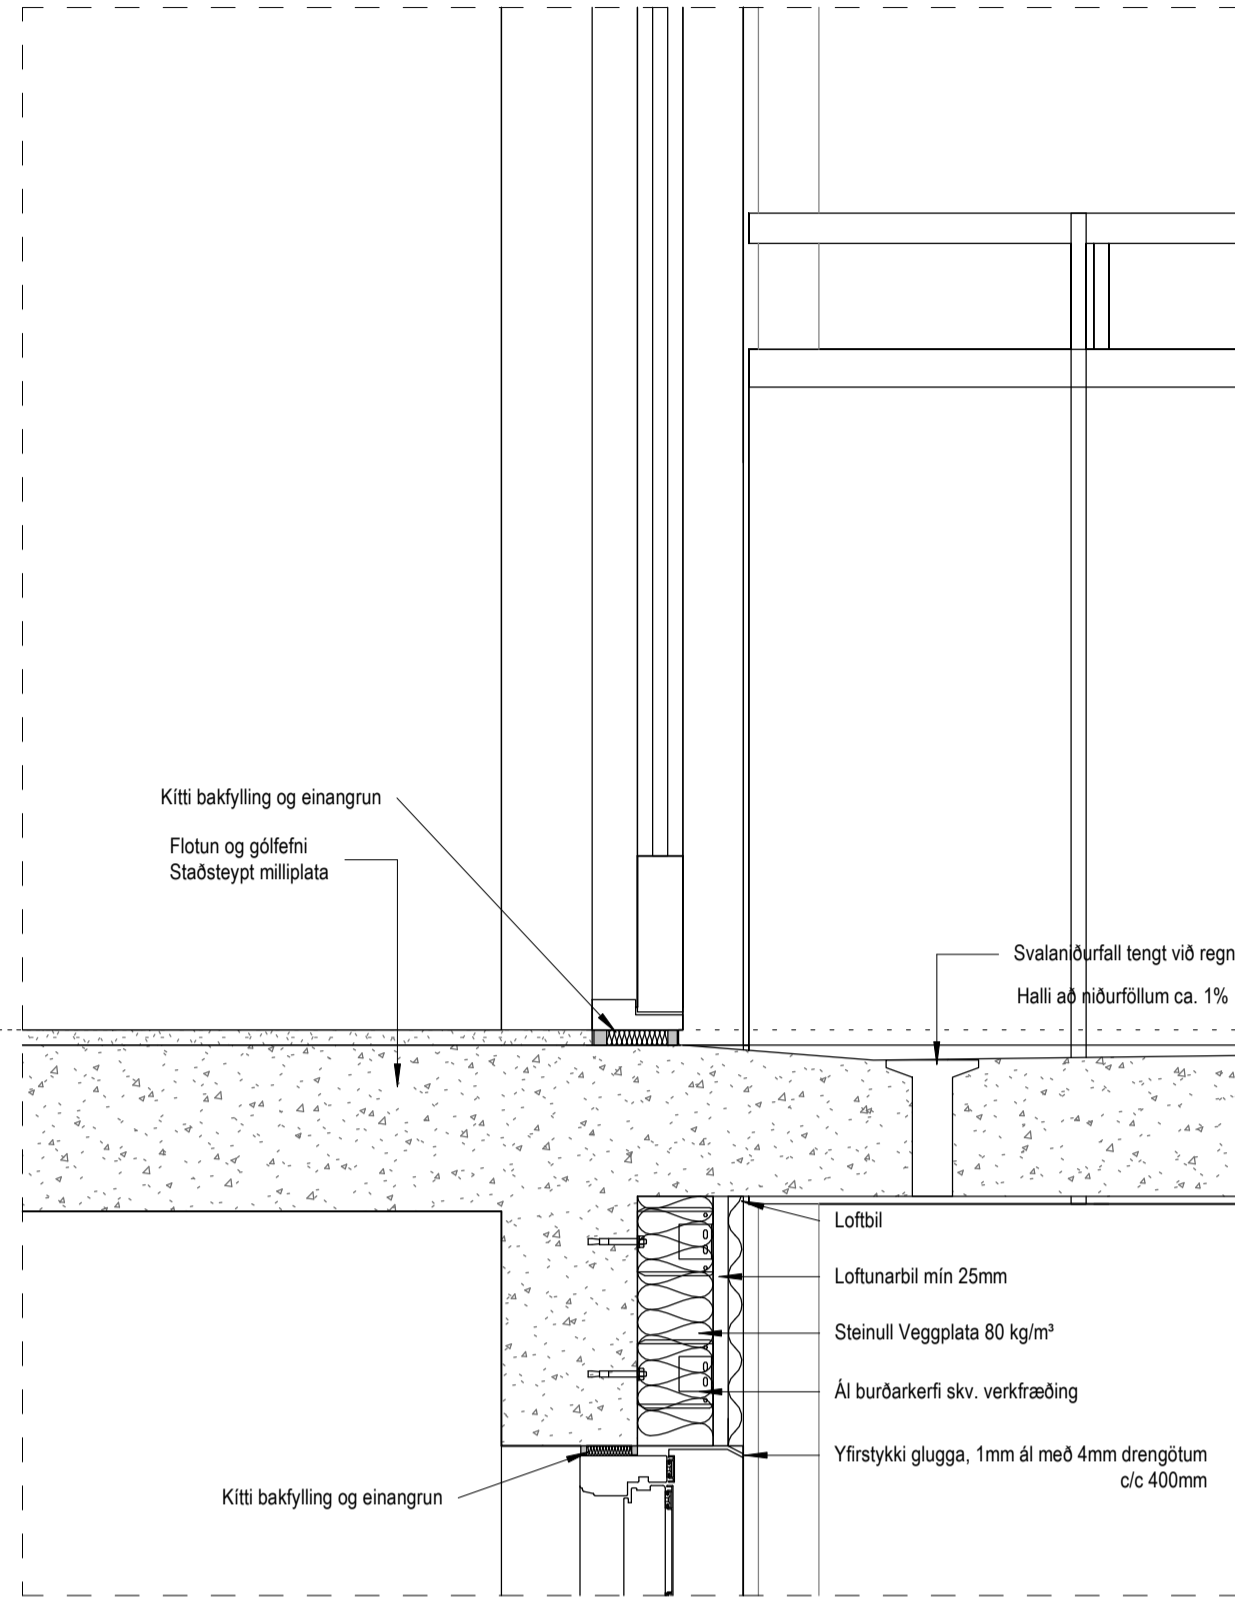 Kítti bakfylling og einangrun
Flotun og gólfefni
Staðsteypt milliplata
Svalaniðurfall tengt við regn
Halli að niðurföllum ca. 1%
Loftbil
Loftunarbil mín 25mm
Steinull Veggplata 80 kg/m³
Ál burðarkerfi skv. verkfræðing
Yfirstykki glugga, 1mm ál með 4mm drengötum
c/c 400mm
Kítti bakfylling og einangrun